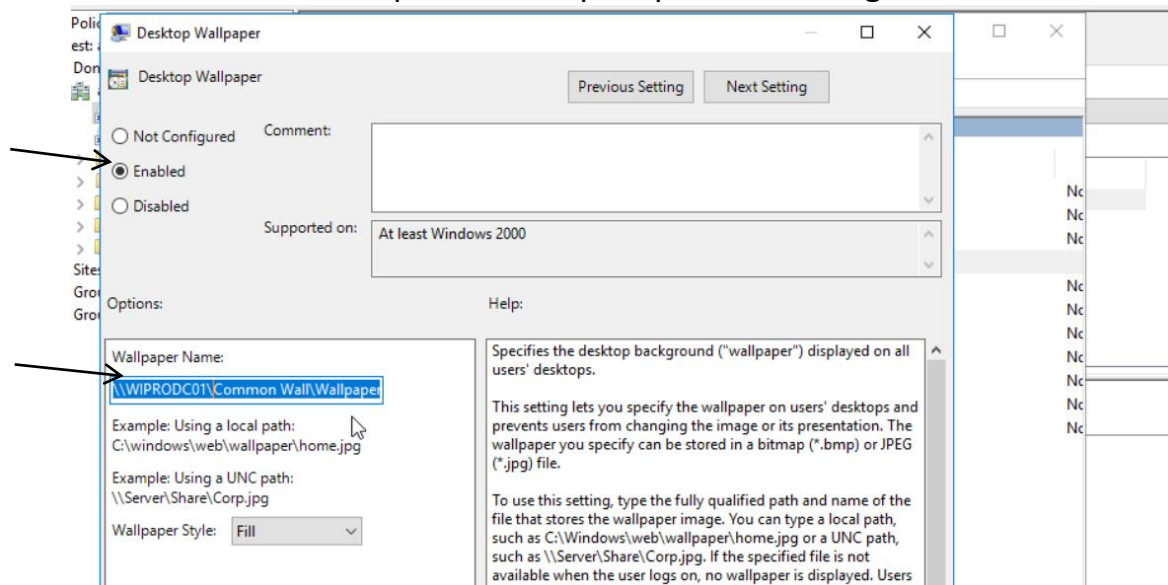 Desktop Wallpaper
Desktop Wallpaper
Previous Setting
Next Setting
Not Configured
Comment:
Enabled
Disabled
Supported on:
At least Windows 2000
Options:
Help:
Wallpaper Name:
\\WIPRODC01\Common Wall\Wallpaper
Example: Using a local path:
C:\windows\web\wallpaper\home.jpg
Example: Using a UNC path:
\\Server\Share\Corp.jpg
Wallpaper Style:
Fill
Specifies the desktop background ("wallpaper") displayed on all
users' desktops.
This setting lets you specify the wallpaper on users' desktops and
prevents users from changing the image or its presentation. The
wallpaper you specify can be stored in a bitmap (*.bmp) or JPEG
(*.jpg) file.
To use this setting, type the fully qualified path and name of the
file that stores the wallpaper image. You can type a local path,
such as C:\Windows\web\wallpaper\home.jpg or a UNC path,
such as \\Server\Share\Corp.jpg. If the specified file is not
available when the user logs on, no wallpaper is displayed. Users